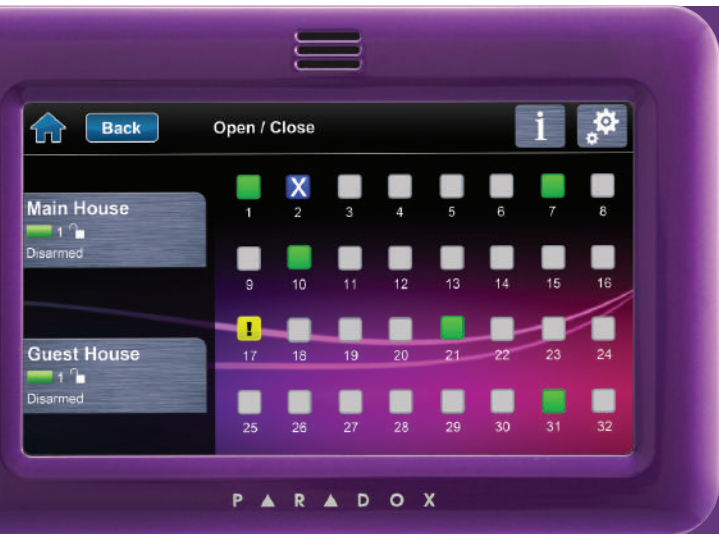 Back
Open / Close
i
Main House
1
Disarmed
X
1 2 3 4 5 6 7 8
9 10 11 12 13 14 15 16
!
17 18 19 20 21 22 23 24
Guest House
1
Disarmed
25 26 27 28 29 30 31 32
P▲R▲DOX